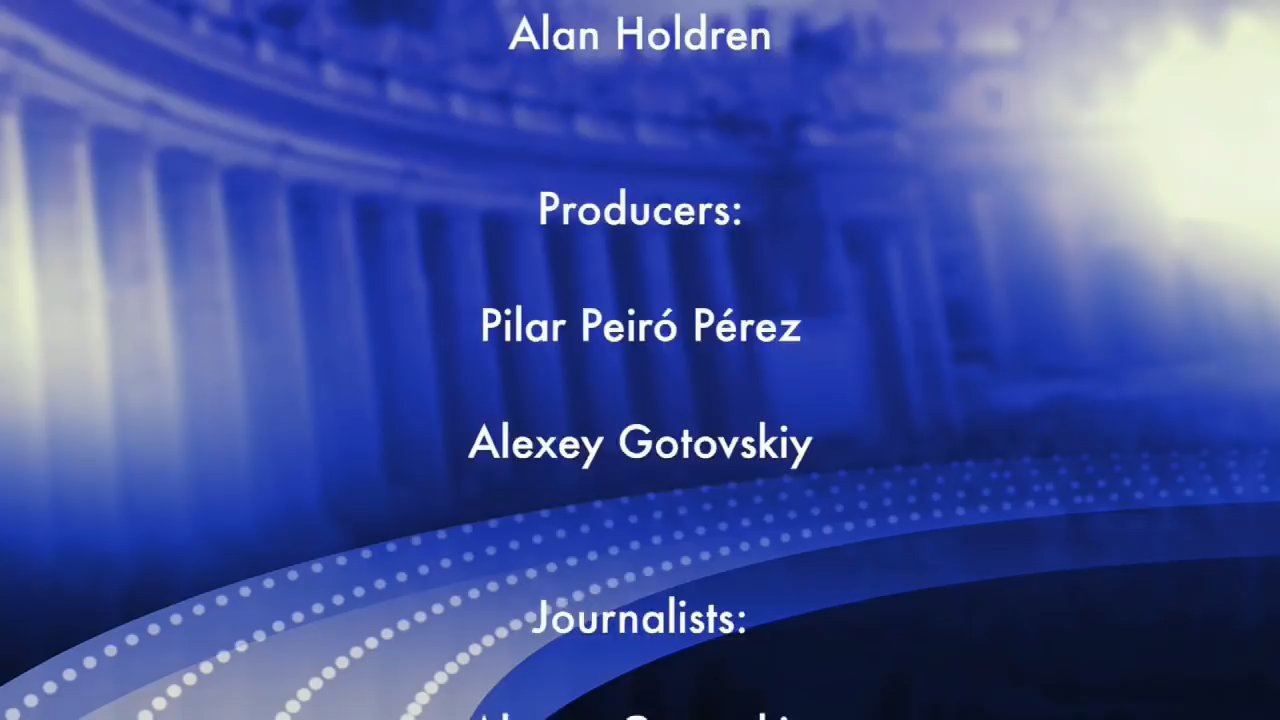 Alan Holdren
Producers:
Pilar Peiró Pérez
Alexey Gotovskiy
Journalists: